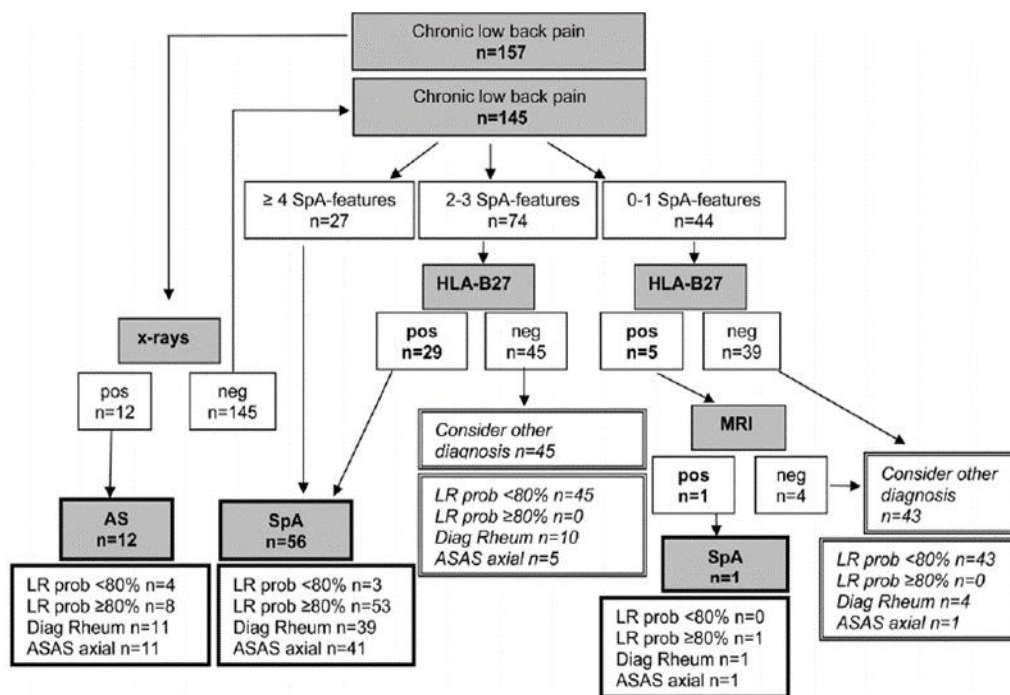 Chronic low back pain
n=157
Chronic low back pain
n=145
≥ 4 SpA-features
n=27
2-3 SpA-features
n=74
0-1 SpA-features
n=44
HLA-B27
HLA-B27
x-rays
pos
n=29
neg
n=45
pos
n=5
neg
n=39
pos
n=12
neg
n=145
MRI
Consider other
diagnosis n=45
pos
n=1
neg
n=4
Consider other
diagnosis
n=43
LR prob <80% n=45
LR prob ≥80% n=0
Diag Rheum n=10
ASAS axial n=5
AS
n=12
SpA
n=56
SpA
n=1
LR prob <80% n=43
LR prob ≥80% n=0
Diag Rheum n=4
ASAS axial n=1
LR prob <80% n=4
LR prob ≥80% n=8
Diag Rheum n=11
ASAS axial n=11
LR prob <80% n=3
LR prob ≥80% n=53
Diag Rheum n=39
ASAS axial n=41
LR prob <80% n=0
LR prob ≥80% n=1
Diag Rheum n=1
ASAS axial n=1